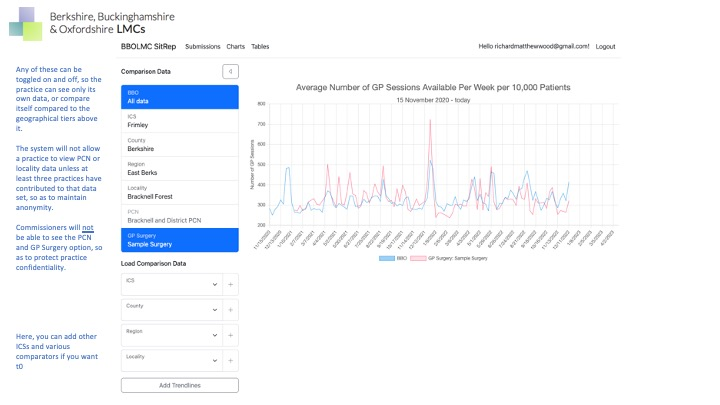 Berkshire, Buckinghamshire
& Oxfordshire LMCs
BBOLMC SitRep Submissions Charts Tables
Hello richardmatthewwood@gmail.com! Logout
Any of these can be
toggled on and off, so the
practice can see only its
own data, or compare
itself compared to the
geographical tiers above
it.
The system will not allow
a practice to view PCN or
locality data unless at
least three practices have
contributed to that data
set, so as to maintain
anonymity.
Commissioners will not
be able to see the PCN
and GP Surgery option, so
as to protect practice
confidentiality.
Here, you can add other
ICSs and various
comparators if you want
t0
Comparison Data
BBO
All data
ICS
Frimley
County
Berkshire
Region
East Berks
Locality
Bracknell Forest
PCN
Bracknell and District PCN
GP Surgery
Sample Surgery
Load Comparison Data
ICS
+
County
+
Region
+
Locality
+
Add Trendlines
Average Number of GP Sessions Available Per Week per 10,000 Patients
15 November 2020 - today
Number of GP Sessions
800
700
600
500
400
300
200
BBO GP Surgery: Sample Surgery